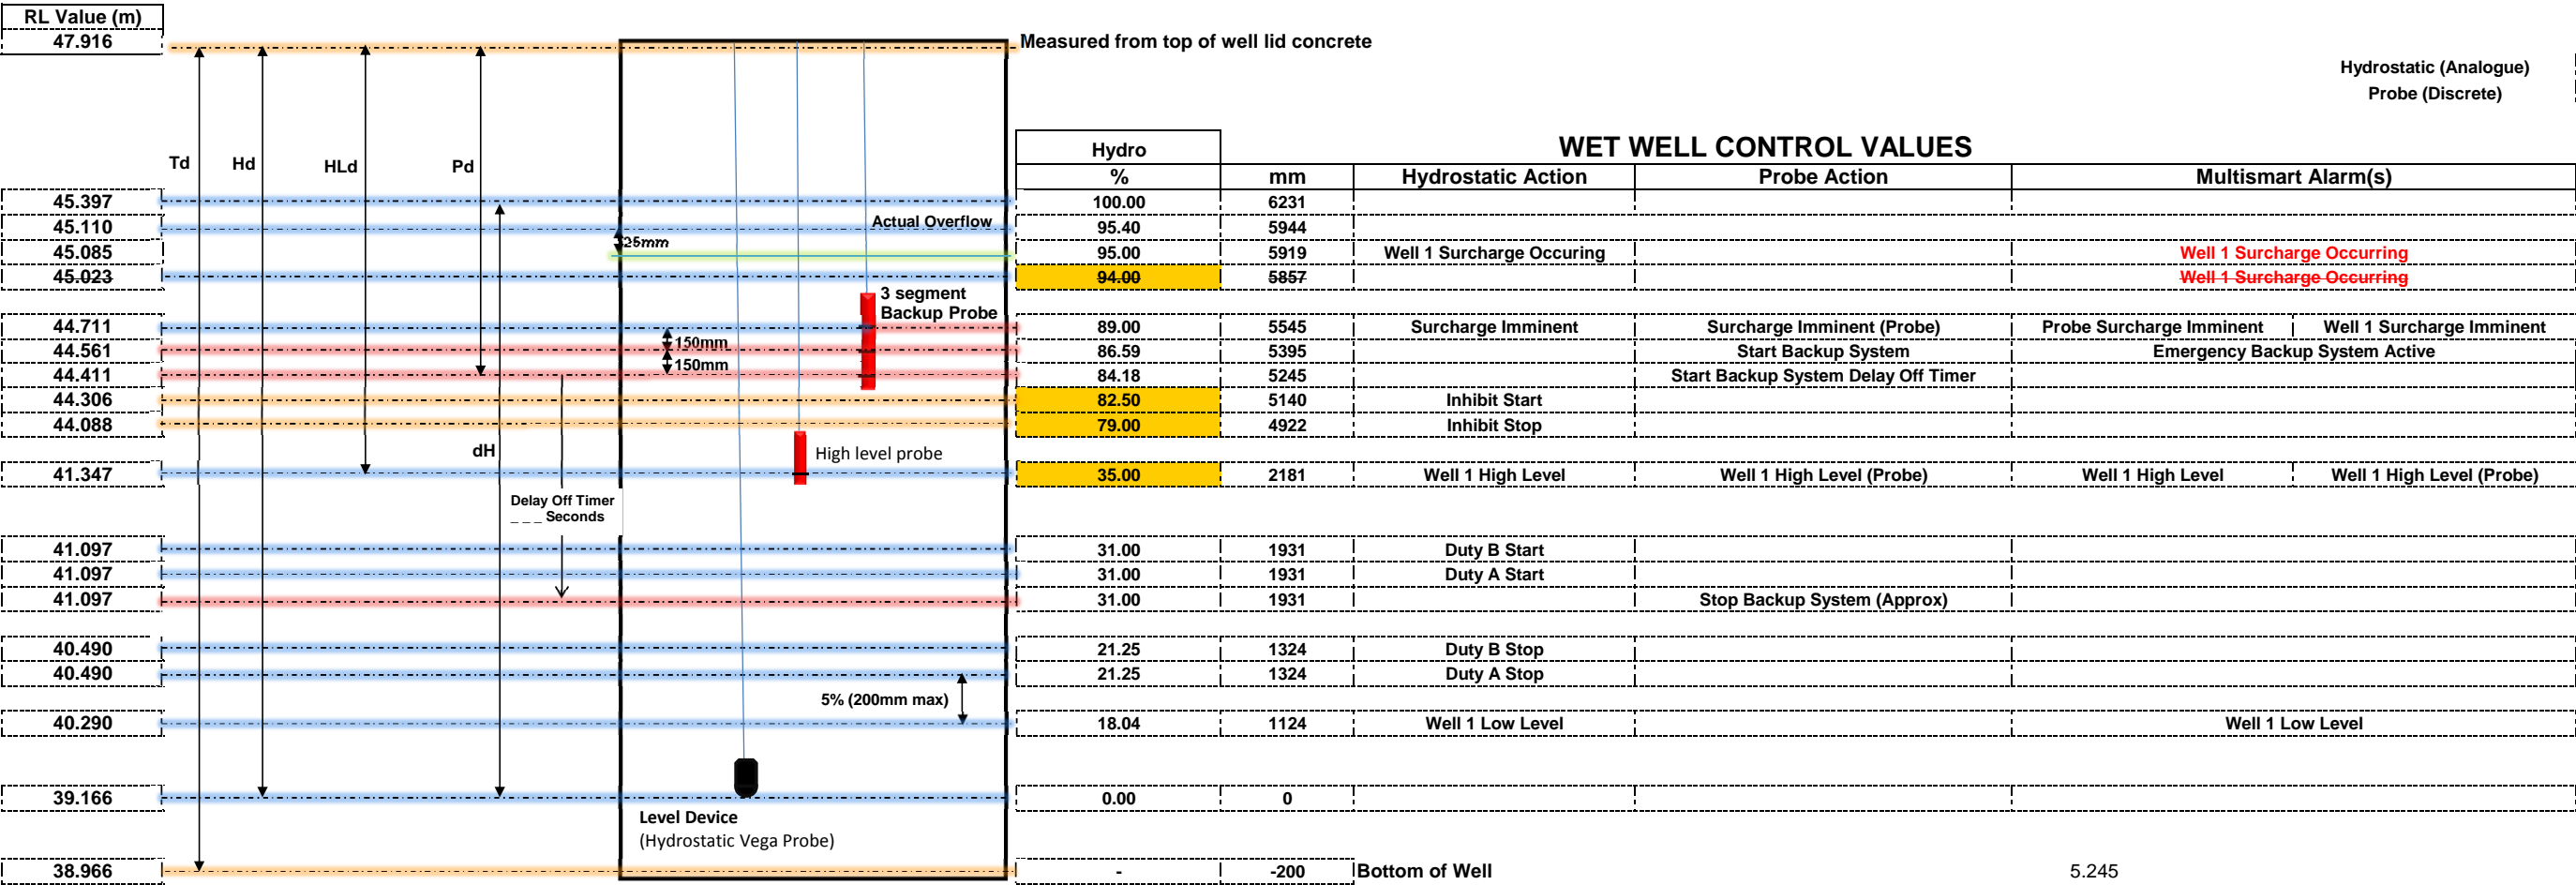 RL Value (m)
47.916
Measured from top of well lid concrete
Hydrostatic (Analogue)
Probe (Discrete)
Td
Hd
HLd
Pd
Hydro
WET WELL CONTROL VALUES
% mm Hydrostatic Action Probe Action Multismart Alarm(s)
45.397 100.00 6231
45.110 Actual Overflow 95.40 5944
25mm
45.085 95.00 5919 Well 1 Surcharge Occuring Well 1 Surcharge Occurring
45.023 94.00 5857 Well 1 Surcharge Occurring
3 segment
Backup Probe
44.711 89.00 5545 Surcharge Imminent Surcharge Imminent (Probe) Probe Surcharge Imminent Well 1 Surcharge Imminent
150mm
44.561 86.59 5395 Start Backup System Emergency Backup System Active
150mm
44.411 84.18 5245 Start Backup System Delay Off Timer
44.306 82.50 5140 Inhibit Start
44.088 79.00 4922 Inhibit Stop
dH
High level probe
41.347 35.00 2181 Well 1 High Level Well 1 High Level (Probe) Well 1 High Level Well 1 High Level (Probe)
Delay Off Timer
_ _ _ Seconds
41.097 31.00 1931 Duty B Start
41.097 31.00 1931 Duty A Start
41.097 31.00 1931 Stop Backup System (Approx)
40.490 21.25 1324 Duty B Stop
40.490 21.25 1324 Duty A Stop
5% (200mm max)
40.290 18.04 1124 Well 1 Low Level Well 1 Low Level
39.166 0.00 0
Level Device
(Hydrostatic Vega Probe)
38.966 - -200 Bottom of Well 5.245